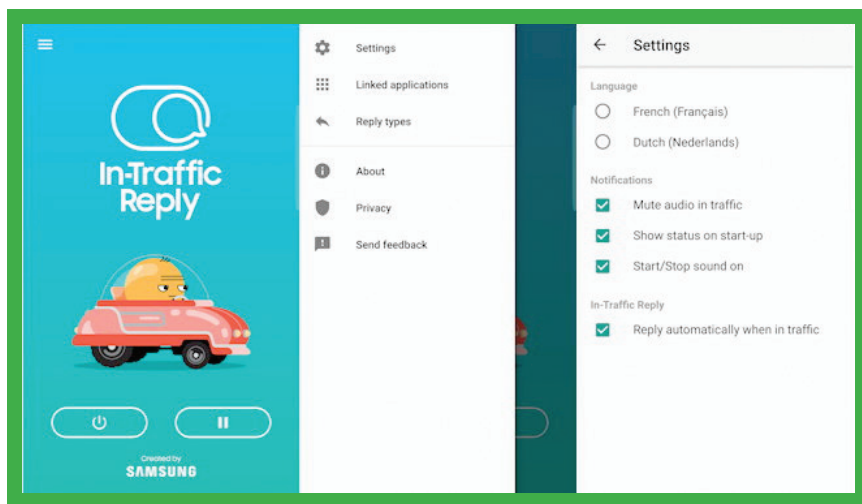 In-Traffic
Reply
Created by
SAMSUNG
Settings
Linked applications
Reply types
About
Privacy
Send feedback
Settings
Language
French (Français)
Dutch (Nederlands)
Notifications
Mute audio in traffic
Show status on start-up
Start/Stop sound on
In-Traffic Reply
Reply automatically when in traffic